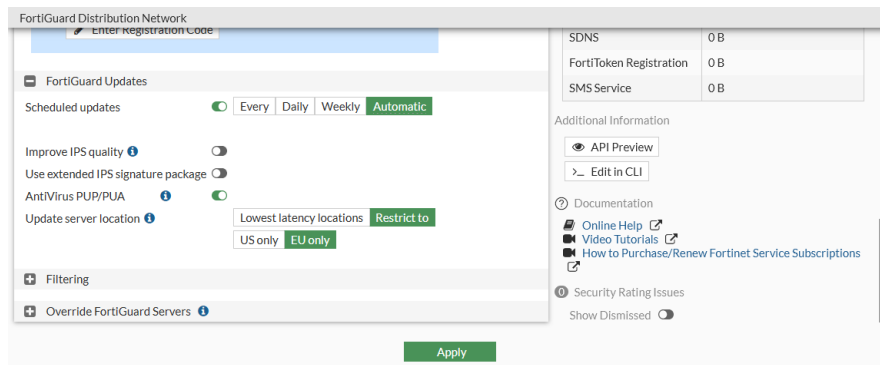 FortiGuard Distribution Network
Enter Registration Code
FortiGuard Updates
Scheduled updates Every Daily Weekly Automatic
Improve IPS quality
Use extended IPS signature package
AntiVirus PUP/PUA
Update server location Lowest latency locations Restrict to
US only EU only
Filtering
Override FortiGuard Servers
SDNS 0 B
FortiToken Registration 0 B
SMS Service 0 B
Additional Information
API Preview
>_ Edit in CLI
Documentation
Online Help
Video Tutorials
How to Purchase/Renew Fortinet Service Subscriptions
0 Security Rating Issues
Show Dismissed
Apply